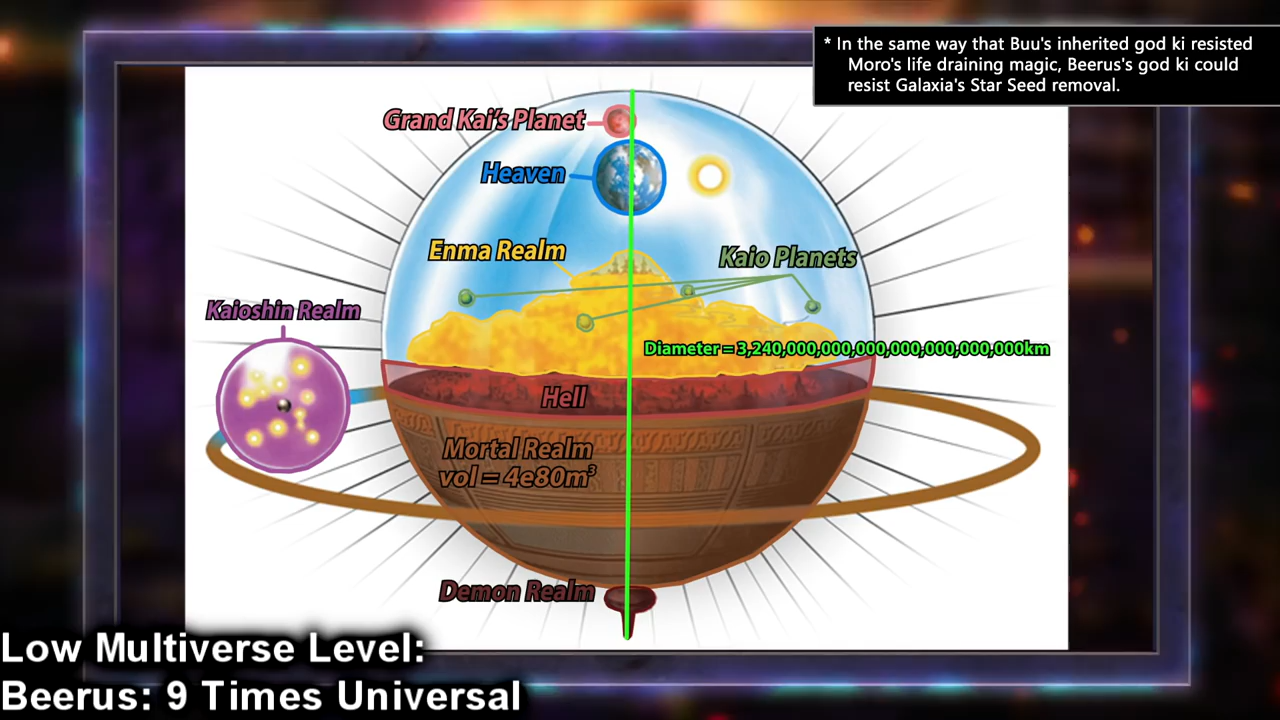 * In the same way that Buu's inherited god ki resisted
Moro's life draining magic, Beerus's god ki could
resist Galaxia's Star Seed removal.
Grand Kai's Planet
Heaven
Enma Realm
Kaio Planets
Kaioshin Realm
Diameter = 3,240,000,000,000,000,000,000,000km
Hell
Mortal Realm
vol = 4e80m³
Demon Realm
Low Multiverse Level:
Beerus: 9 Times Universal